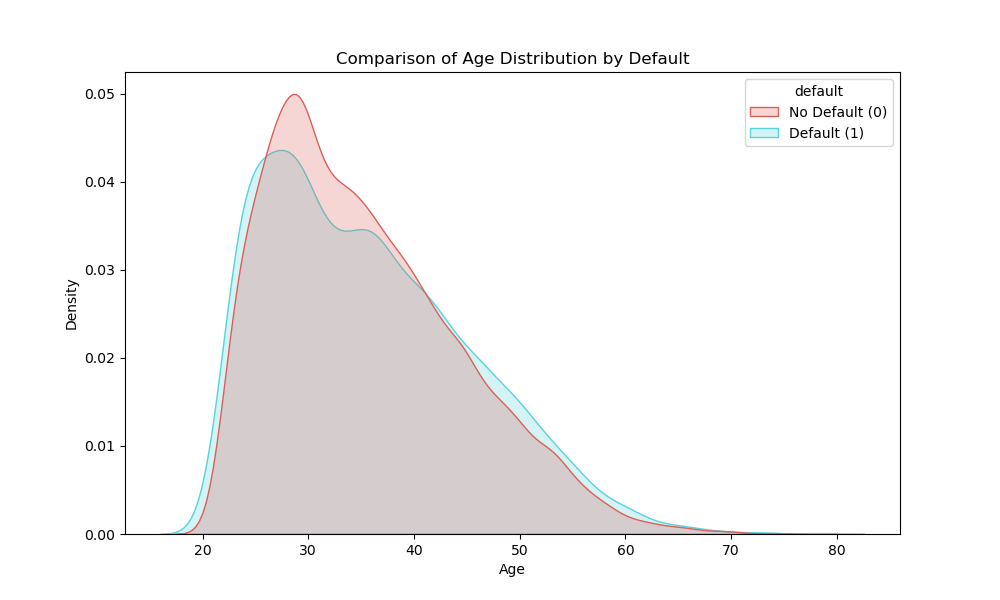 Comparison of Age Distribution by Default
default
No Default (0)
Default (1)
Density
0.05
0.04
0.03
0.02
0.01
0.00
20 30 40 50 60 70 80
Age